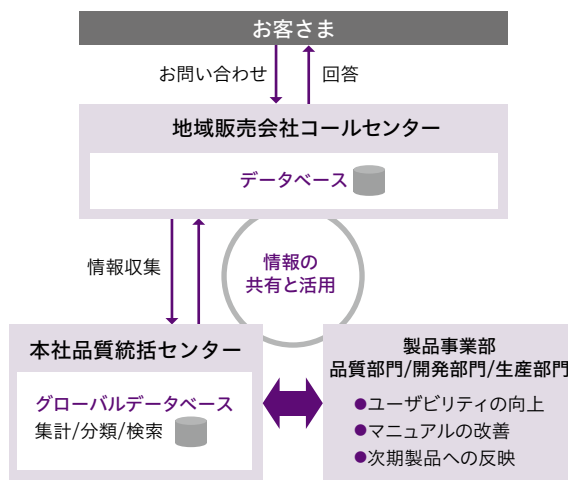 お客さま
お問い合わせ
回答
地域販売会社コールセンター
データベース
情報収集
情報の
共有と活用
本社品質統括センター
グローバルデータベース
集計/分類/検索
製品事業部
品質部門/開発部門/生産部門
●ユーザビリティの向上
●マニュアルの改善
●次期製品への反映